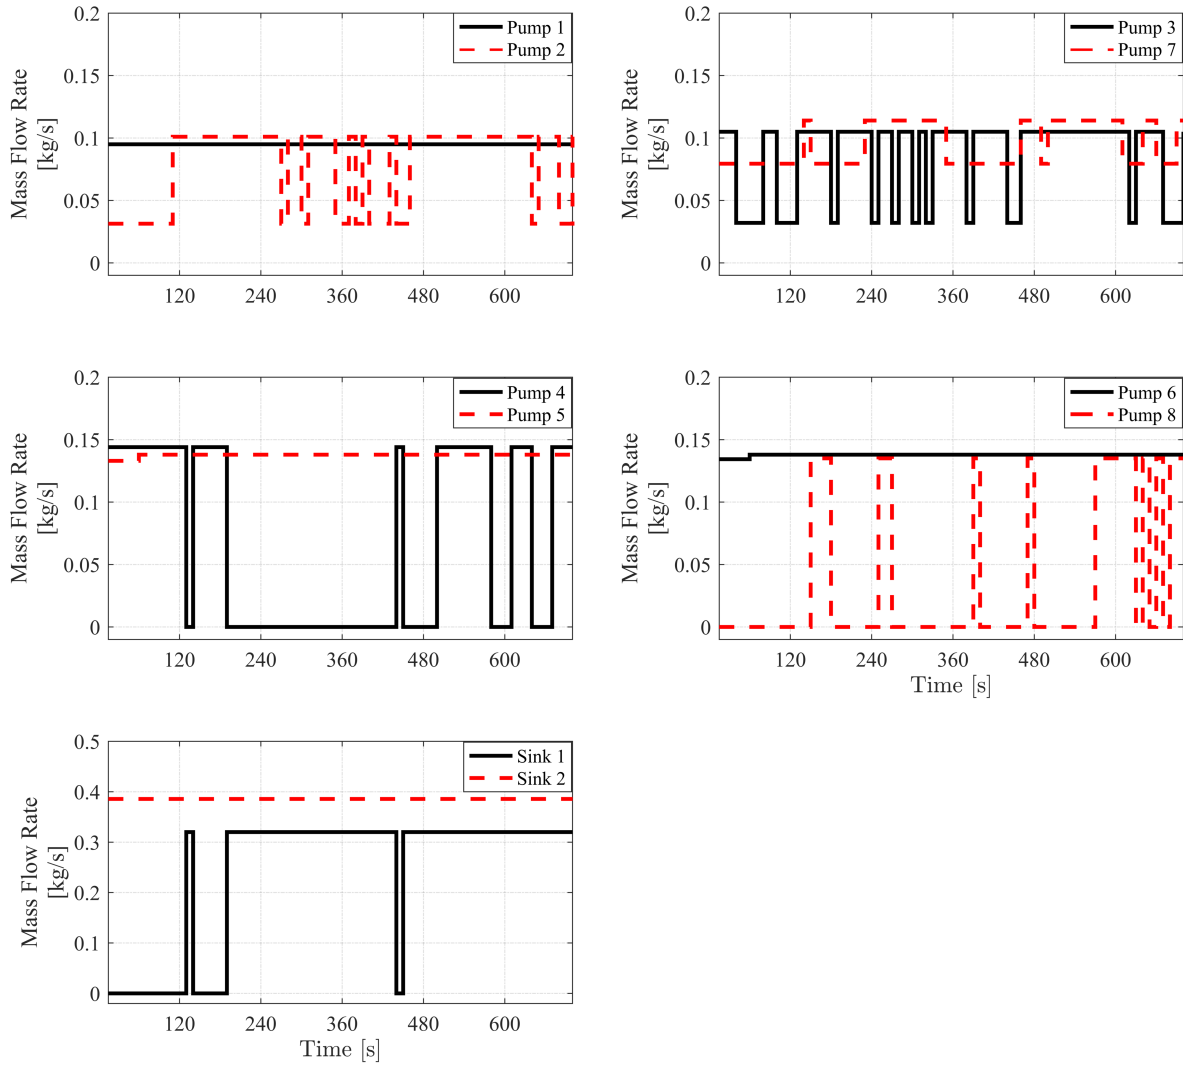 Pump 1
Pump 2
0.2
0.15
0.1
0.05
0
Mass Flow Rate
[kg/s]
120 240 360 480 600
Pump 3
Pump 7
0.2
0.15
0.1
0.05
0
Mass Flow Rate
[kg/s]
120 240 360 480 600
Pump 4
Pump 5
0.2
0.15
0.1
0.05
0
Mass Flow Rate
[kg/s]
120 240 360 480 600
Pump 6
Pump 8
0.2
0.15
0.1
0.05
0
Mass Flow Rate
[kg/s]
120 240 360 480 600
Time [s]
Sink 1
Sink 2
0.5
0.4
0.3
0.2
0.1
0
Mass Flow Rate
[kg/s]
120 240 360 480 600
Time [s]